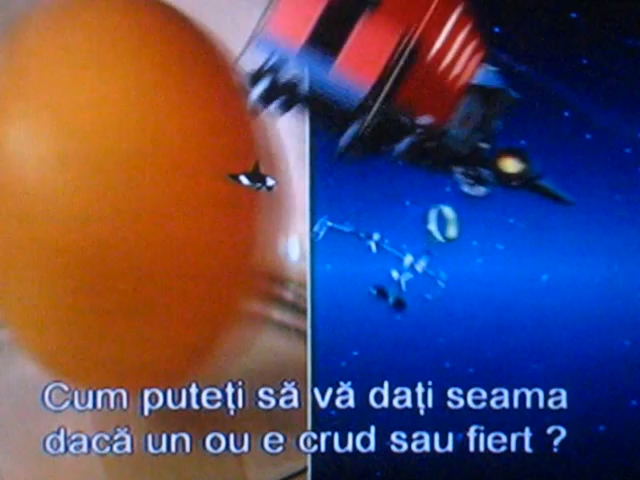 Cum puteți să vă dați seama
dacă un ou e crud sau fiert ?